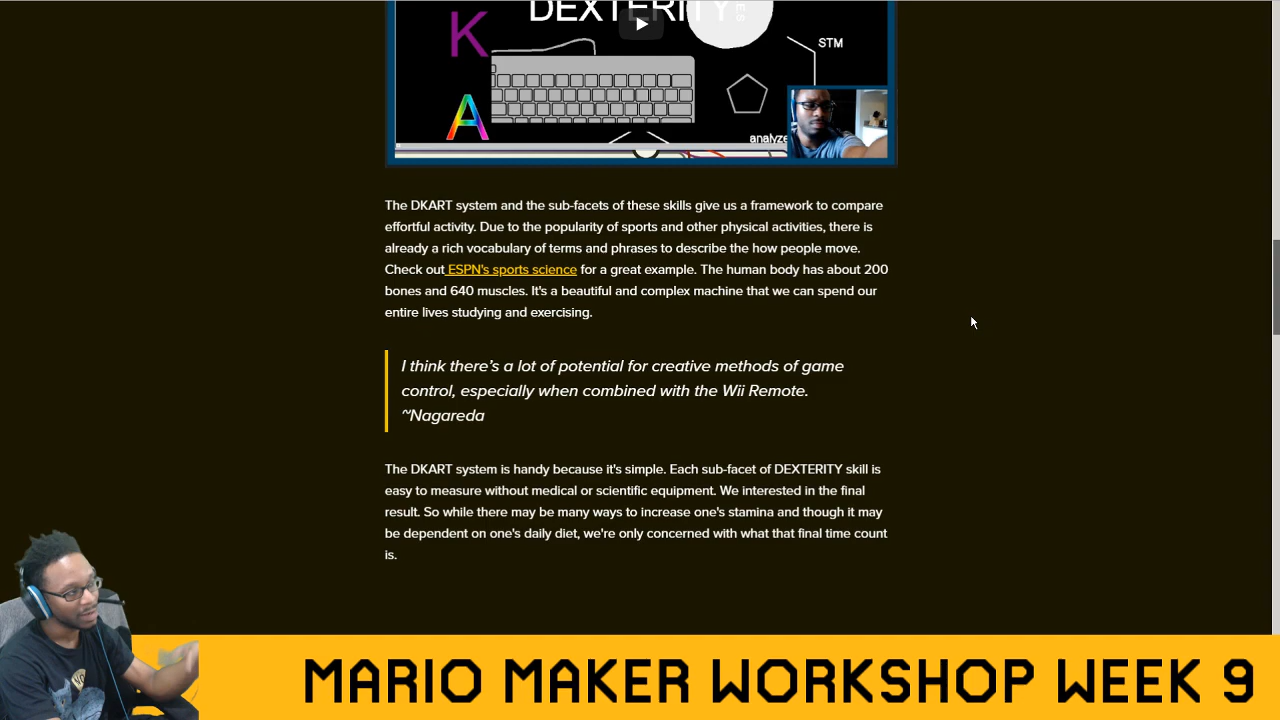 DEXTERITY
K
STM
A
analyze
The DKART system and the sub-facets of these skills give us a framework to compare
effortful activity. Due to the popularity of sports and other physical activities, there is
already a rich vocabulary of terms and phrases to describe the how people move.
Check out ESPN's sports science for a great example. The human body has about 200
bones and 640 muscles. It's a beautiful and complex machine that we can spend our
entire lives studying and exercising.
I think there's a lot of potential for creative methods of game
control, especially when combined with the Wii Remote.
~Nagareda
The DKART system is handy because it's simple. Each sub-facet of DEXTERITY skill is
easy to measure without medical or scientific equipment. We interested in the final
result. So while there may be many ways to increase one's stamina and though it may
be dependent on one's daily diet, we're only concerned with what that final time count
is.
MARIO MAKER WORKSHOP WEEK 9